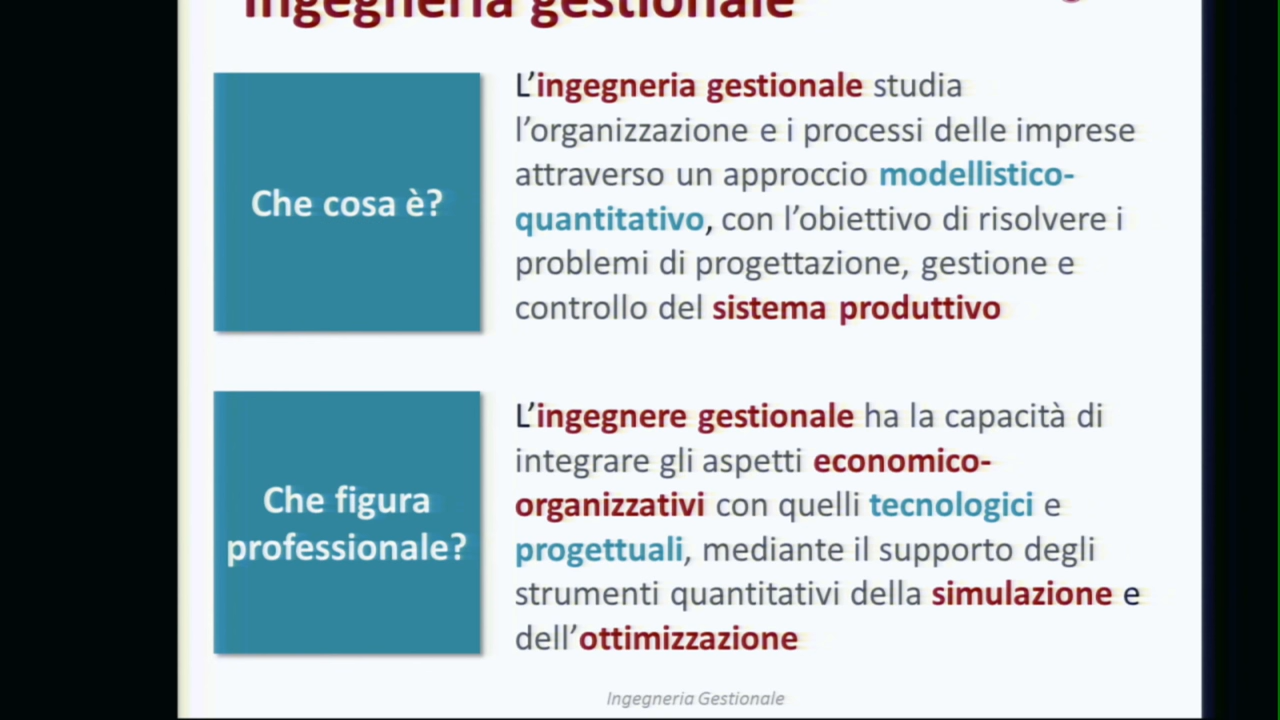 Ingegneria gestionale
Che cosa è?
L’ingegneria gestionale studia
l’organizzazione e i processi delle imprese
attraverso un approccio modellistico-
quantitativo, con l’obiettivo di risolvere i
problemi di progettazione, gestione e
controllo del sistema produttivo
Che figura
professionale?
L’ingegnere gestionale ha la capacità di
integrare gli aspetti economico-
organizzativi con quelli tecnologici e
progettuali, mediante il supporto degli
strumenti quantitativi della simulazione e
dell’ottimizzazione
Ingegneria Gestionale